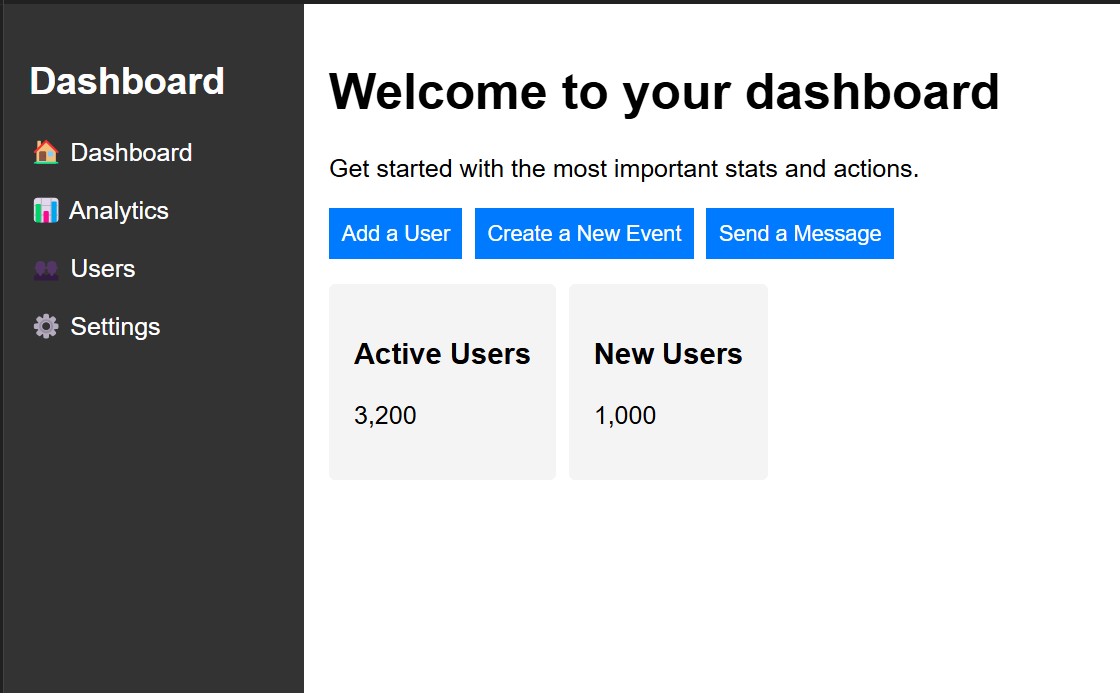 Dashboard
Dashboard
Analytics
Users
Settings
Welcome to your dashboard
Get started with the most important stats and actions.
Add a User Create a New Event Send a Message
Active Users
3,200
New Users
1,000